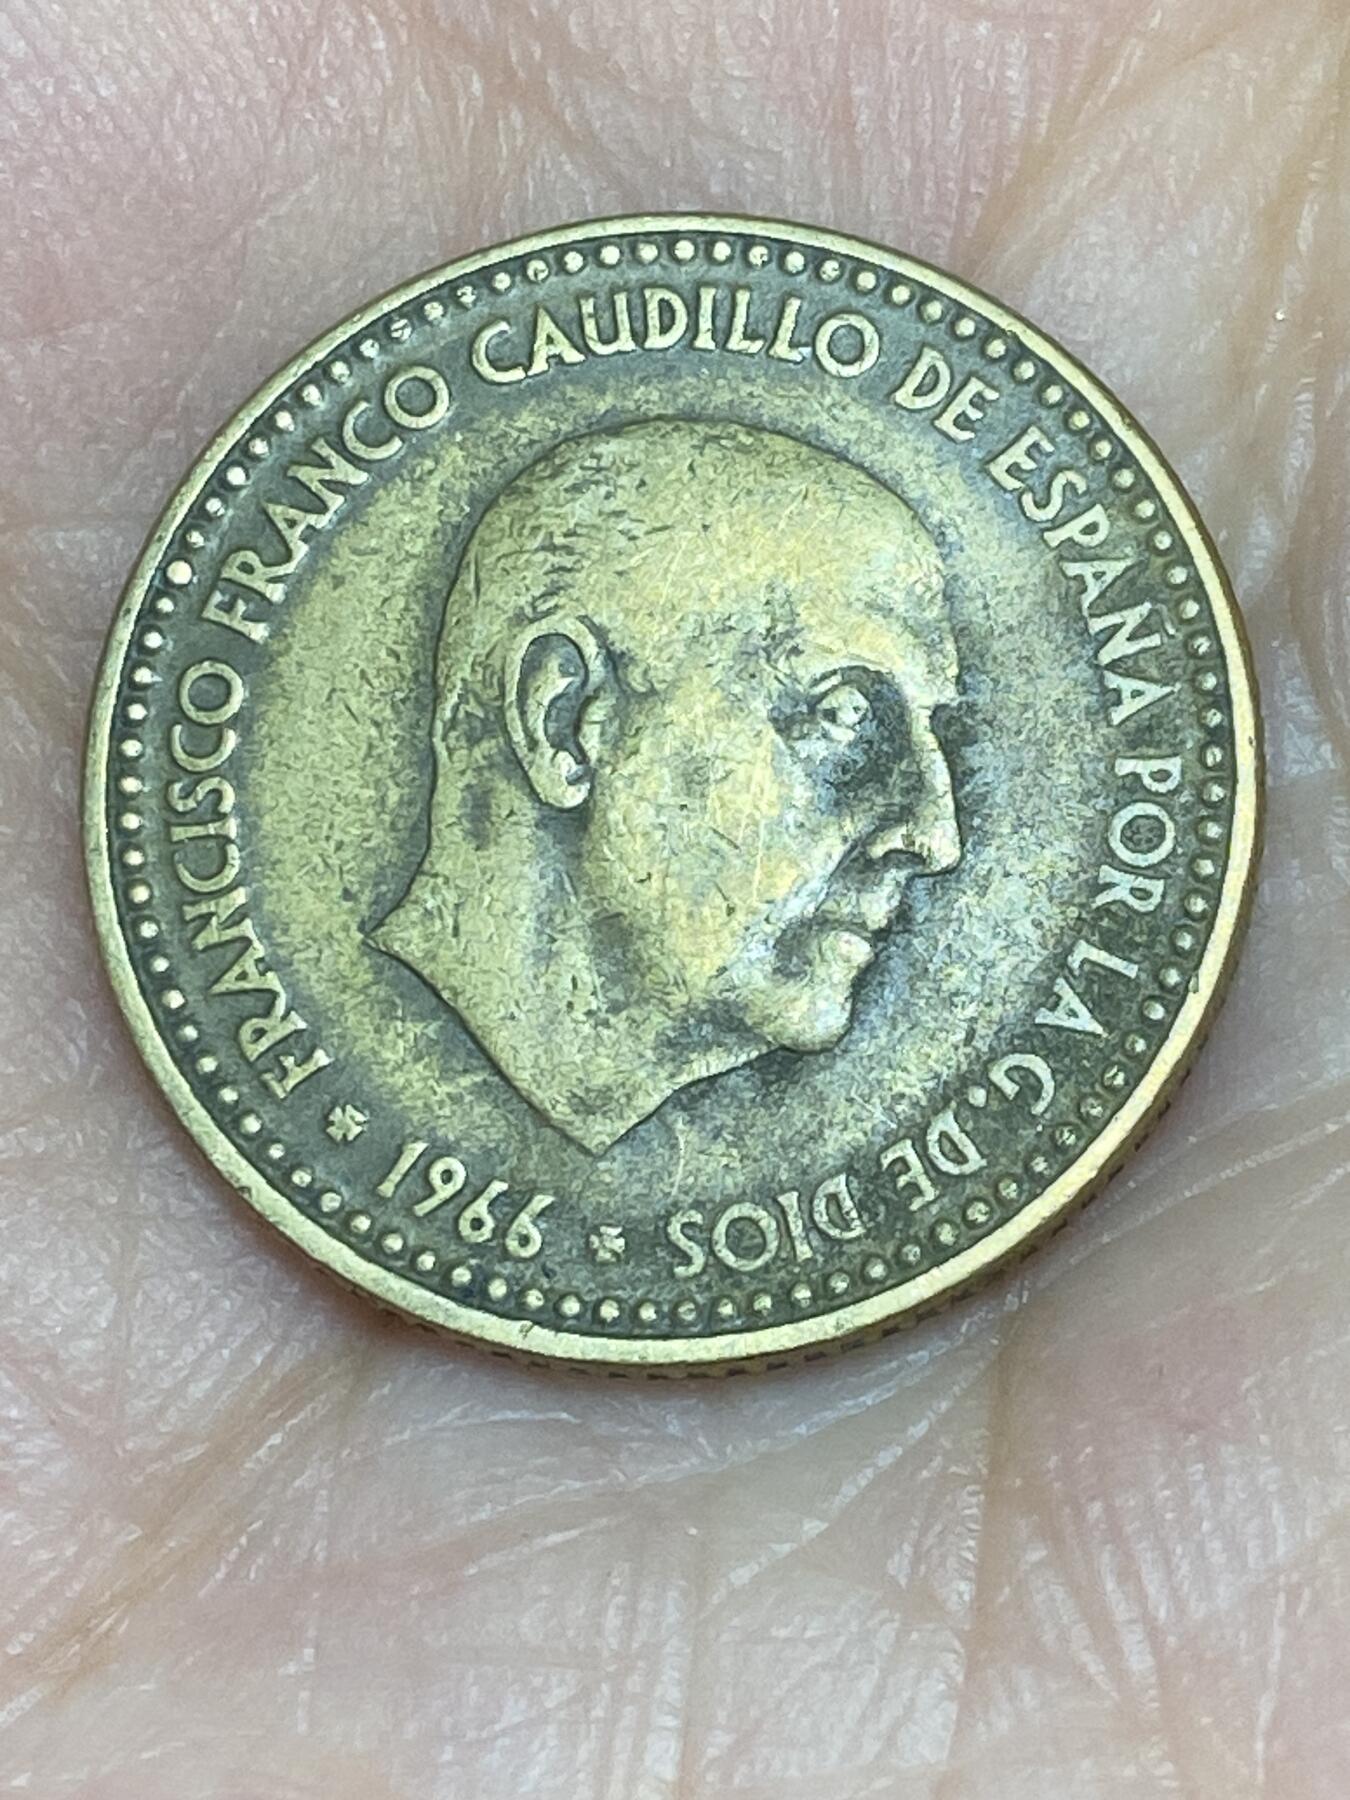 FRANCISCO FRANCO CAUDILLO DE ESPAÑA POR LA G. DE DIOS
1966